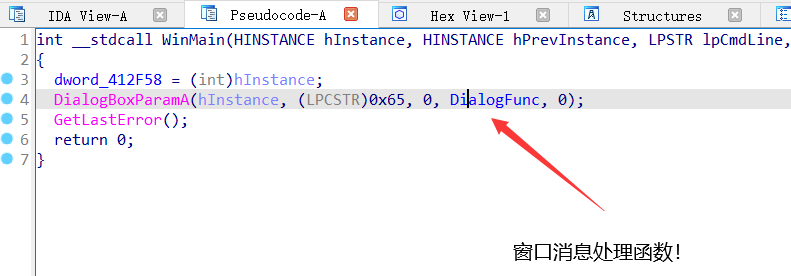 IDA View-A Pseudocode-A Hex View-1 Structures
1 int __stdcall WinMain(HINSTANCE hInstance, HINSTANCE hPrevInstance, LPSTR lpCmdLine,
2 {
3 dword_412F58 = (int)hInstance;
4 DialogBoxParamA(hInstance, (LPCSTR)0x65, 0, DialogFunc, 0);
5 GetLastError();
6 return 0;
7 }
窗口消息处理函数!